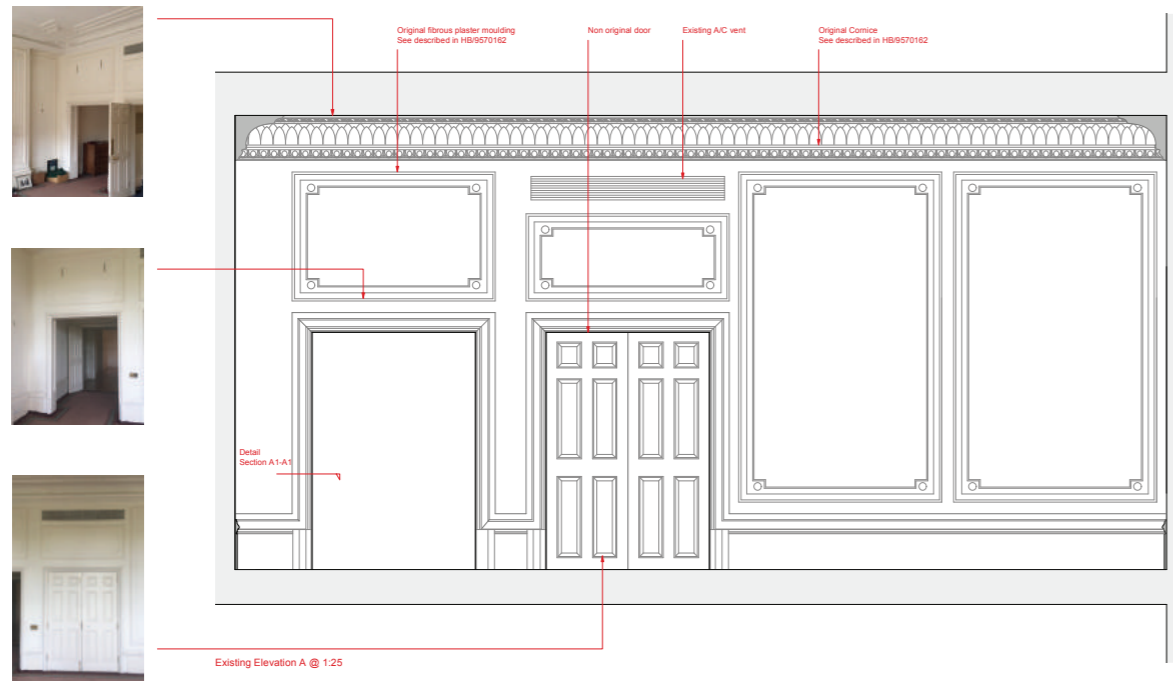 Original fibrous plaster moulding
See described in HB/9570162
Non original door
Existing A/C vent
Original Cornice
See described in HB/9570162
Detail
Section A1-A1
Existing Elevation A @ 1:25